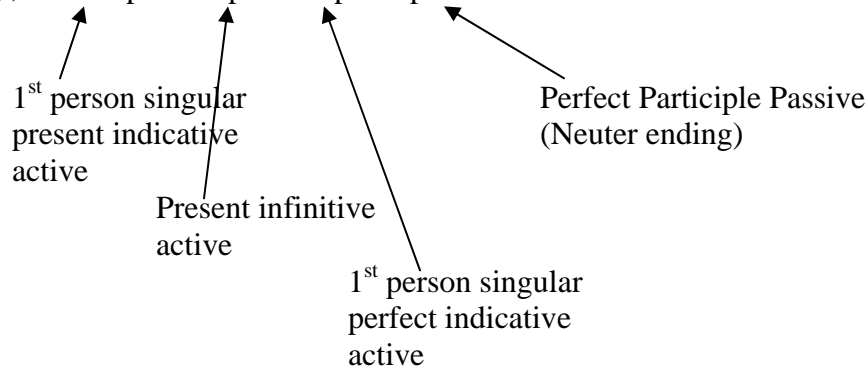 1st person singular
present indicative
active
Perfect Participle Passive
(Neuter ending)
Present infinitive
active
1st person singular
perfect indicative
active